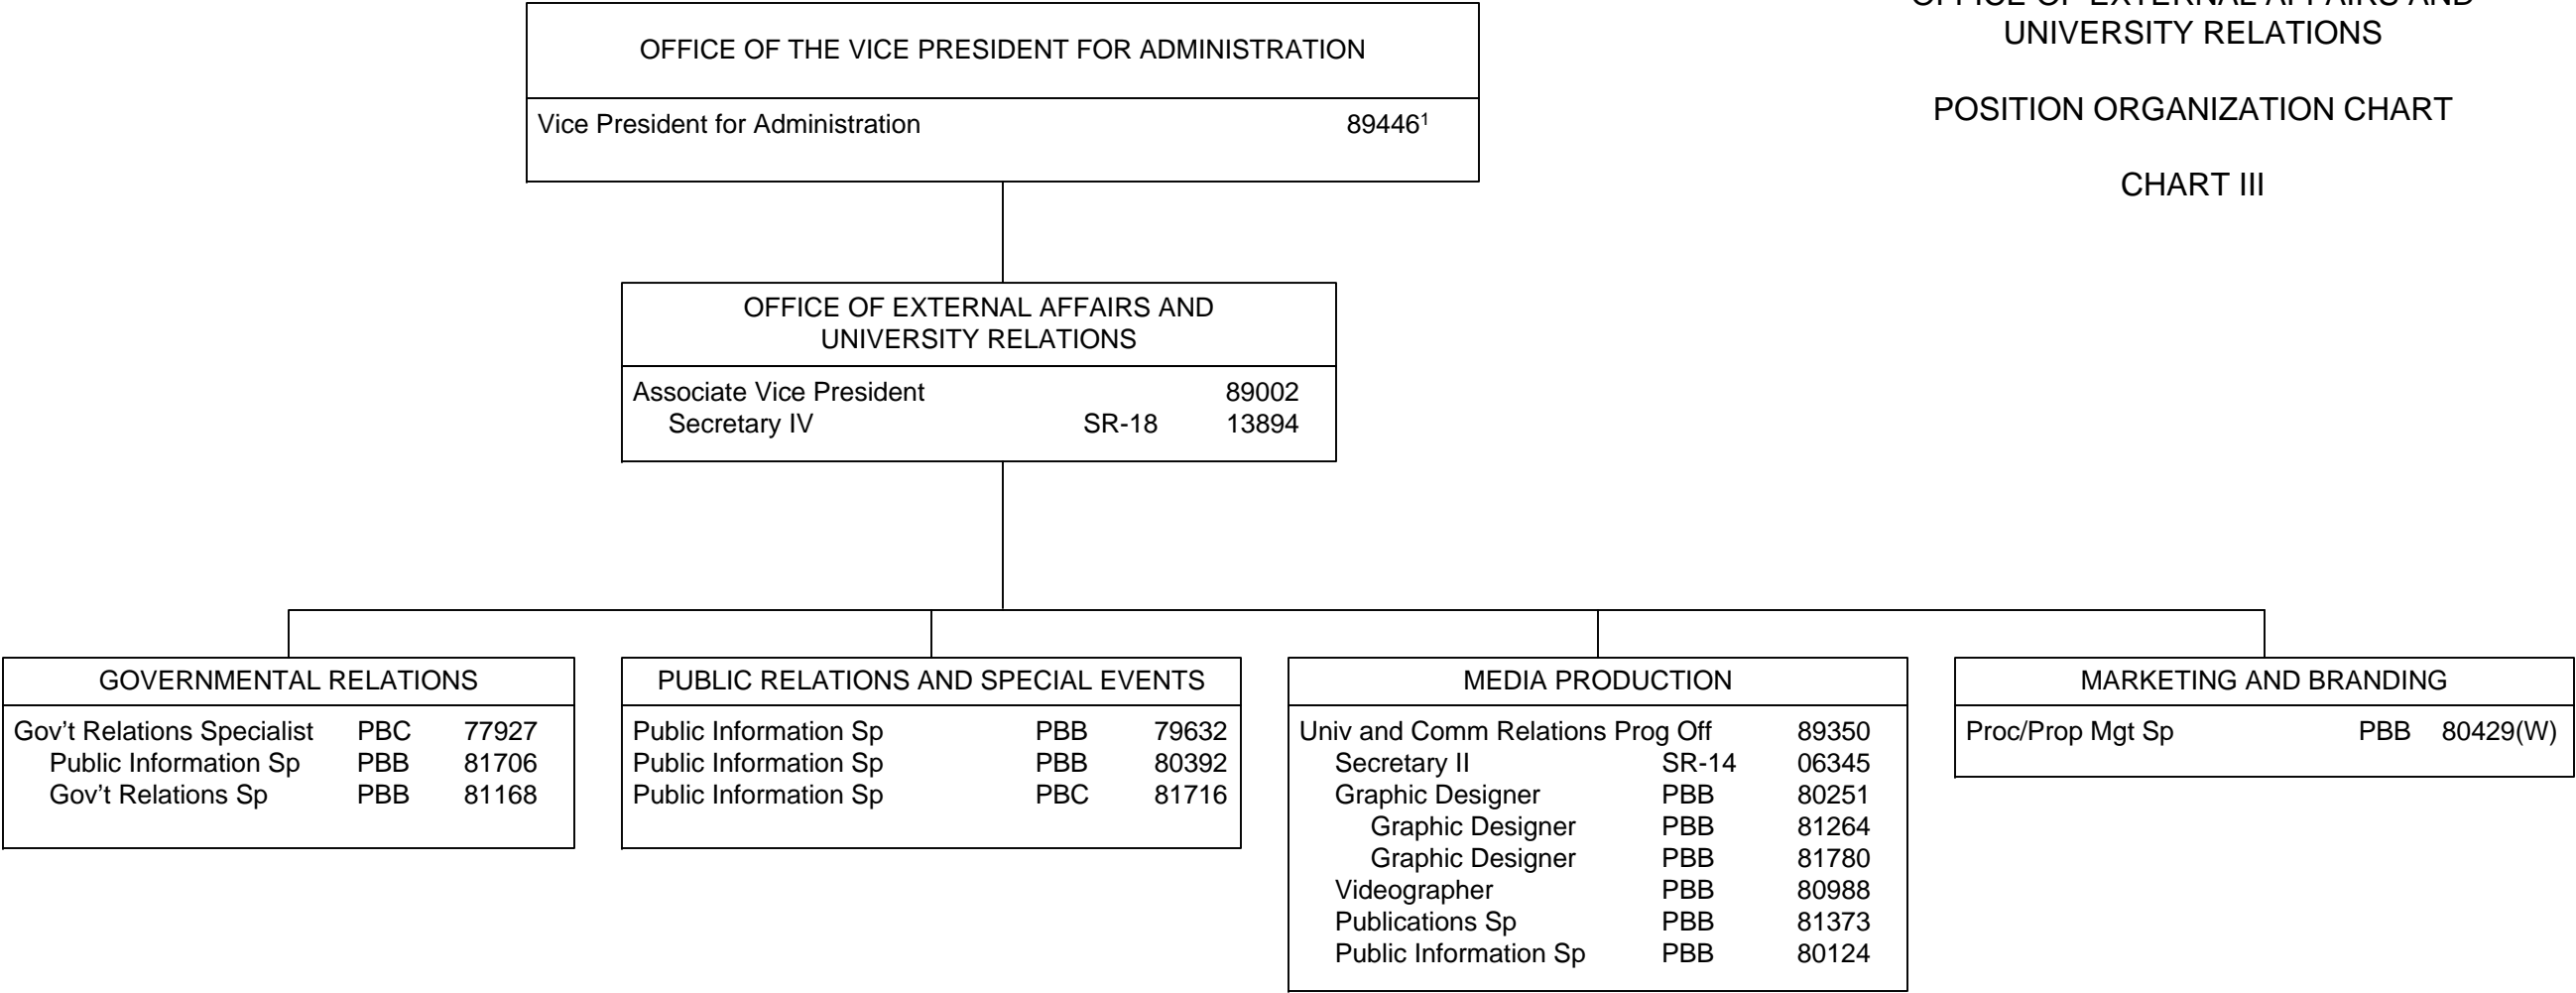 OFFICE OF EXTERNAL AFFAIRS AND
UNIVERSITY RELATIONS
POSITION ORGANIZATION CHART
CHART III
OFFICE OF THE VICE PRESIDENT FOR ADMINISTRATION
Vice President for Administration 89446¹
OFFICE OF EXTERNAL AFFAIRS AND
UNIVERSITY RELATIONS
Associate Vice President 89002
Secretary IV SR-18 13894
GOVERNMENTAL RELATIONS
Gov't Relations Specialist PBC 77927
Public Information Sp PBB 81706
Gov't Relations Sp PBB 81168
PUBLIC RELATIONS AND SPECIAL EVENTS
Public Information Sp PBB 79632
Public Information Sp PBB 80392
Public Information Sp PBC 81716
MEDIA PRODUCTION
Univ and Comm Relations Prog Off 89350
Secretary II SR-14 06345
Graphic Designer PBB 80251
Graphic Designer PBB 81264
Graphic Designer PBB 81780
Videographer PBB 80988
Publications Sp PBB 81373
Public Information Sp PBB 80124
MARKETING AND BRANDING
Proc/Prop Mgt Sp PBB 80429(W)